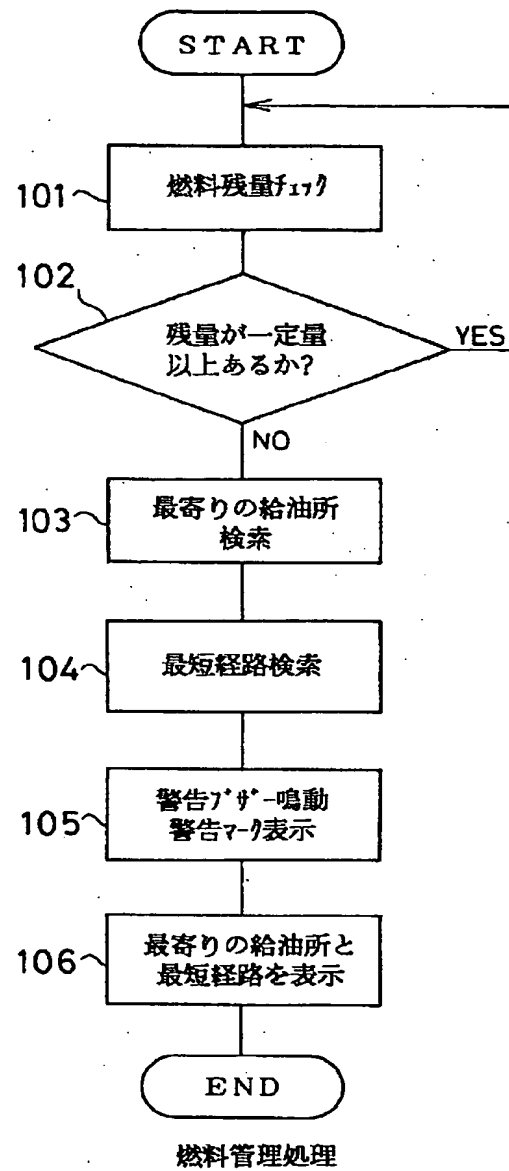 START
101
燃料残量ﾁｪｯｸ
102
残量が一定量
以上あるか?
YES
NO
103
最寄りの給油所
検索
104
最短経路検索
105
警告ﾌﾞｻﾞｰ鳴動
警告ﾏｰｸ表示
106
最寄りの給油所と
最短経路を表示
END
燃料管理処理